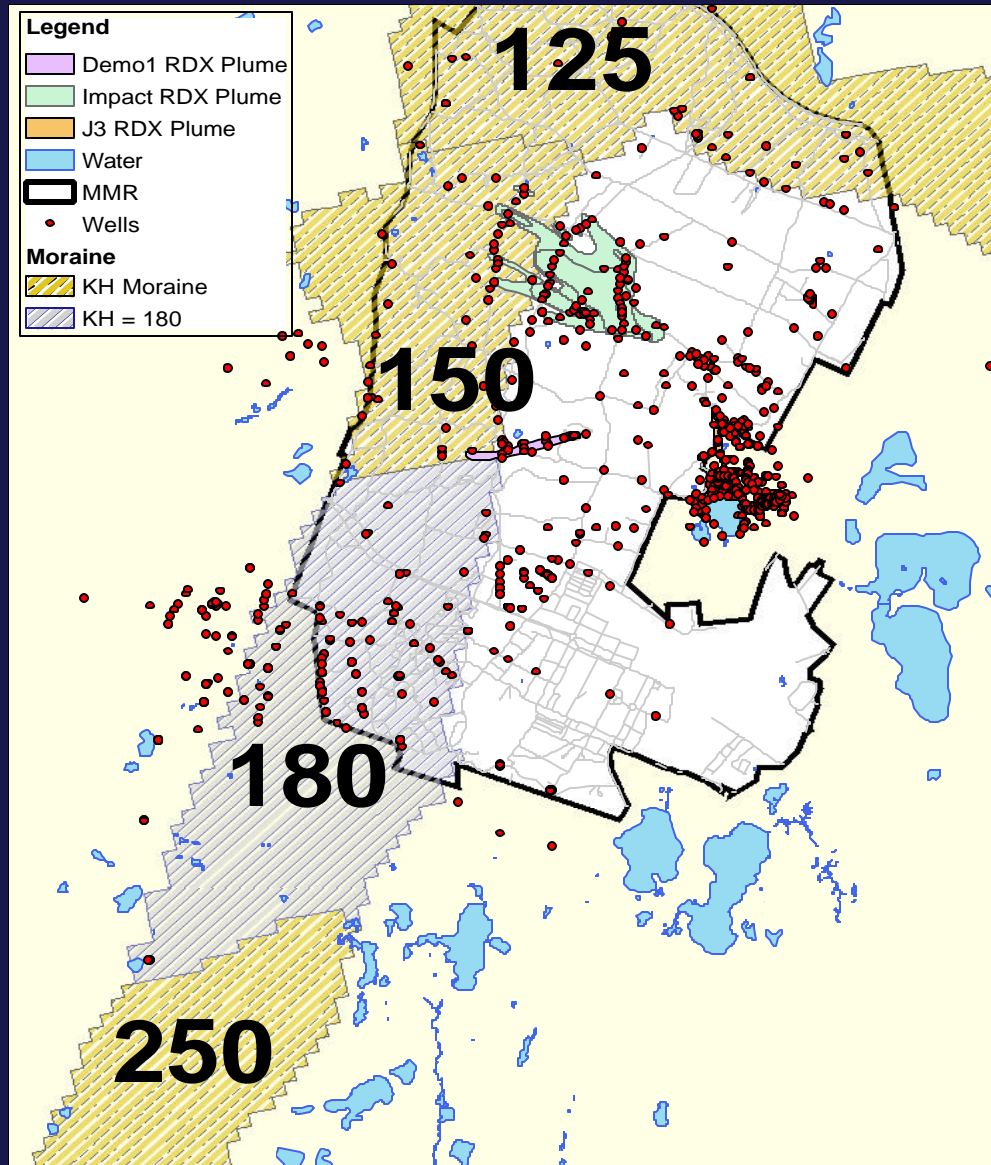 Legend
Demo1 RDX Plume
Impact RDX Plume
J3 RDX Plume
Water
MMR
Wells
Moraine
KH Moraine
KH = 180
125
150
180
250